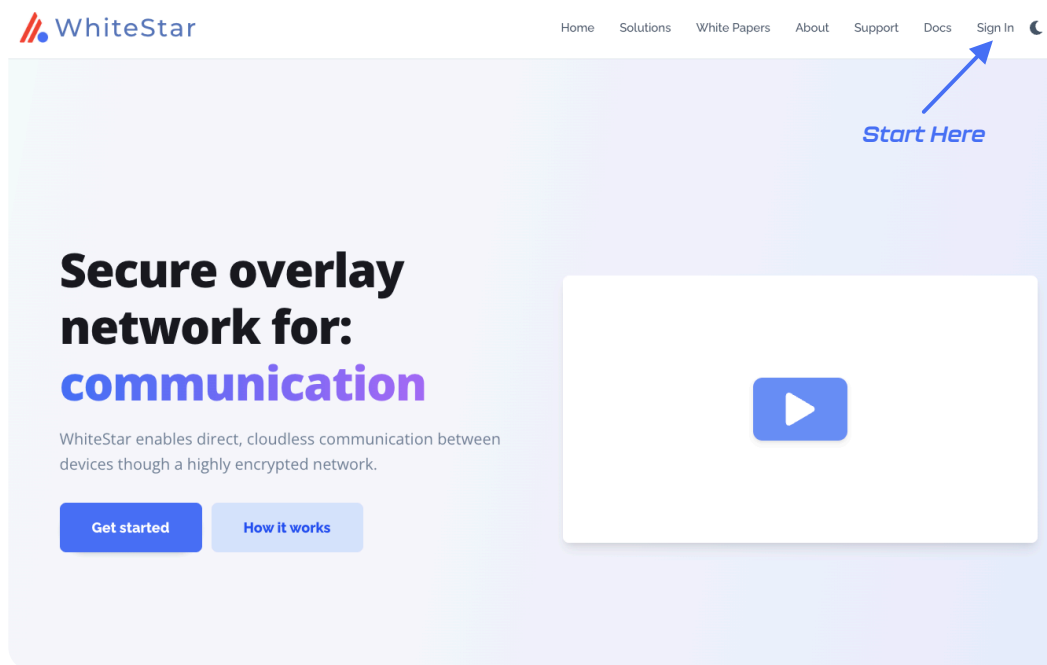 WhiteStar
Home Solutions White Papers About Support Docs Sign In
Start Here
Secure overlay
network for:
communication
WhiteStar enables direct, cloudless communication between
devices though a highly encrypted network.
Get started How it works